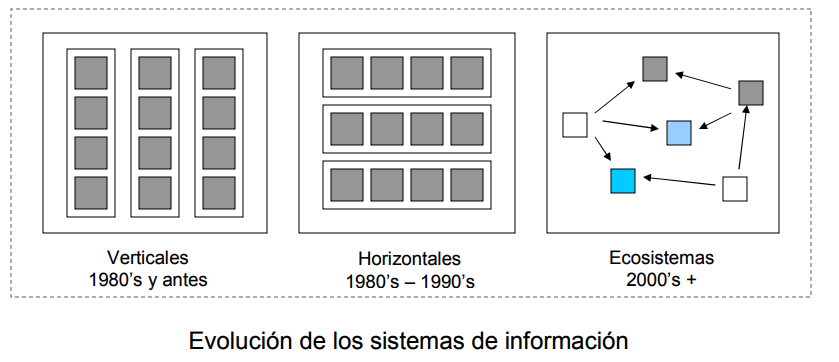 Verticales
1980’s y antes
Horizontales
1980’s – 1990’s
Ecosistemas
2000’s +
Evolución de los sistemas de información